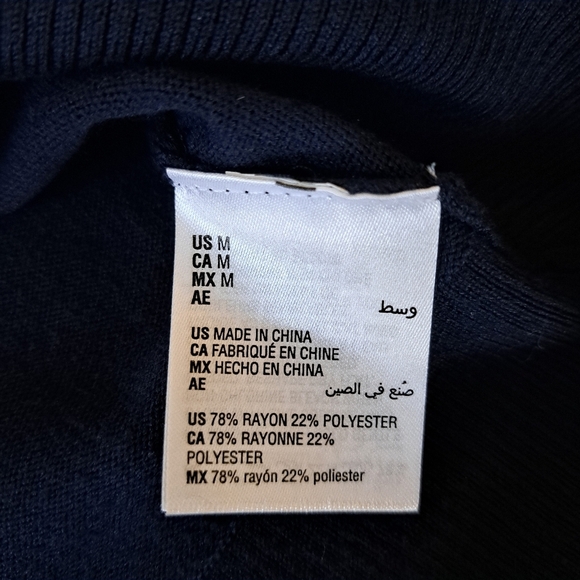 US M
CA M
MX M
AE وسط
US MADE IN CHINA
CA FABRIQUÉ EN CHINE
MX HECHO EN CHINA
AE صُنع في الصين
US 78% RAYON 22% POLYESTER
CA 78% RAYONNE 22%
POLYESTER
MX 78% rayón 22% poliester